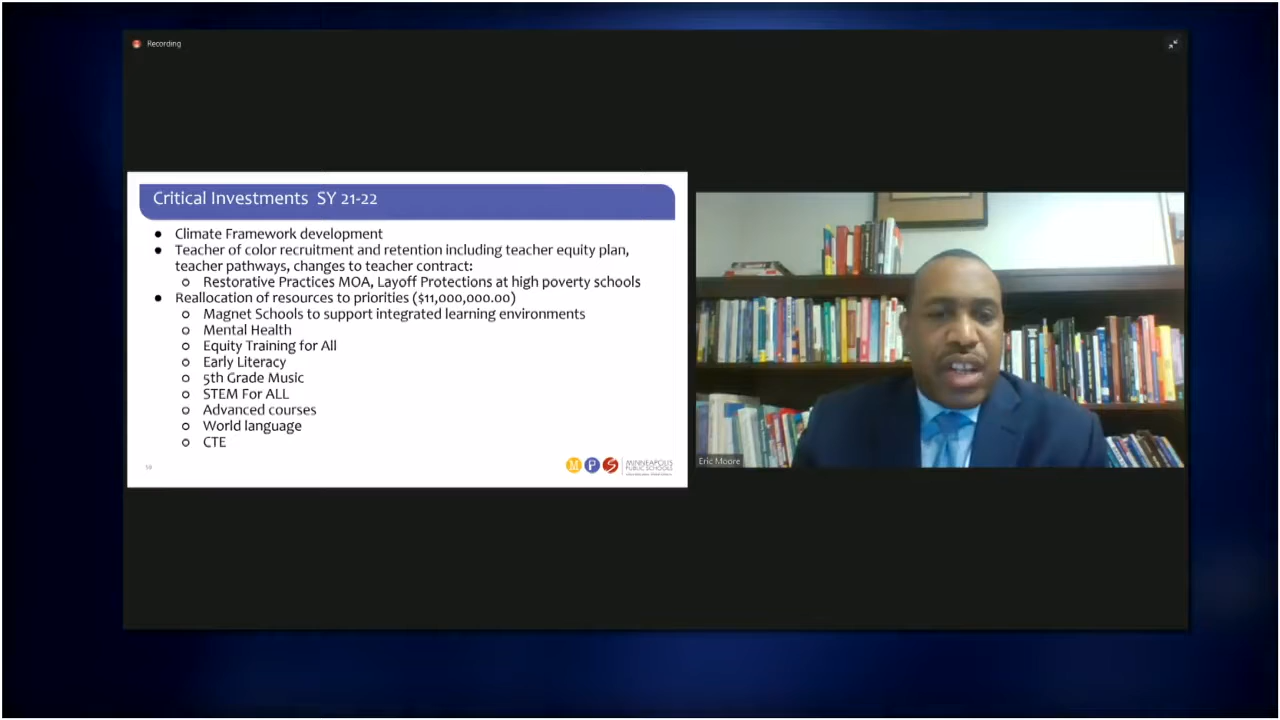 Recording
Critical Investments SY 21-22
● Climate Framework development
● Teacher of color recruitment and retention including teacher equity plan,
teacher pathways, changes to teacher contract:
○ Restorative Practices MOA, Layoff Protections at high poverty schools
● Reallocation of resources to priorities ($11,000,000.00)
○ Magnet Schools to support integrated learning environments
○ Mental Health
○ Equity Training for All
○ Early Literacy
○ 5th Grade Music
○ STEM For ALL
○ Advanced courses
○ World language
○ CTE
M P S MINNEAPOLIS
PUBLIC SCHOOLS
Eric Moore